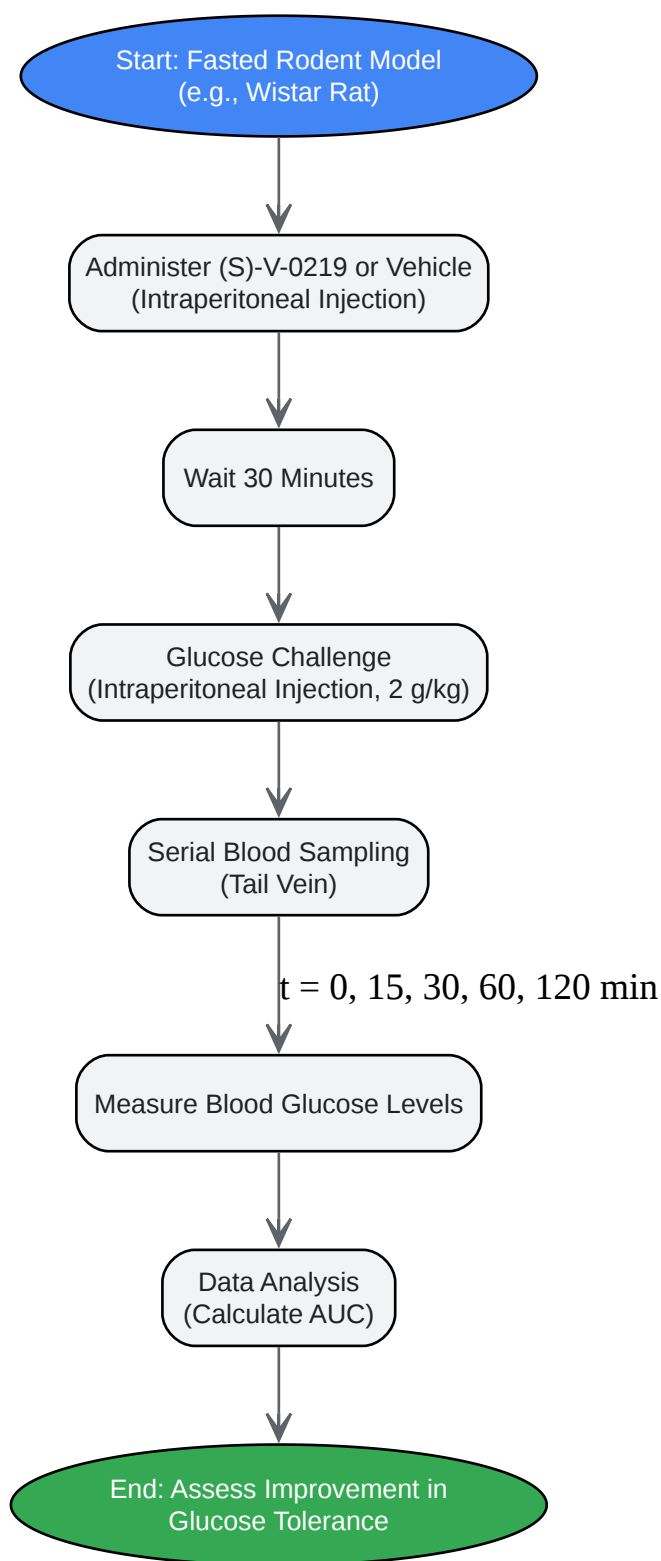 Start: Fasted Rodent Model
(e.g., Wistar Rat)
Administer (S)-V-0219 or Vehicle
(Intraperitoneal Injection)
Wait 30 Minutes
Glucose Challenge
(Intraperitoneal Injection, 2 g/kg)
Serial Blood Sampling
(Tail Vein)
t = 0, 15, 30, 60, 120 min
Measure Blood Glucose Levels
Data Analysis
(Calculate AUC)
End: Assess Improvement in
Glucose Tolerance